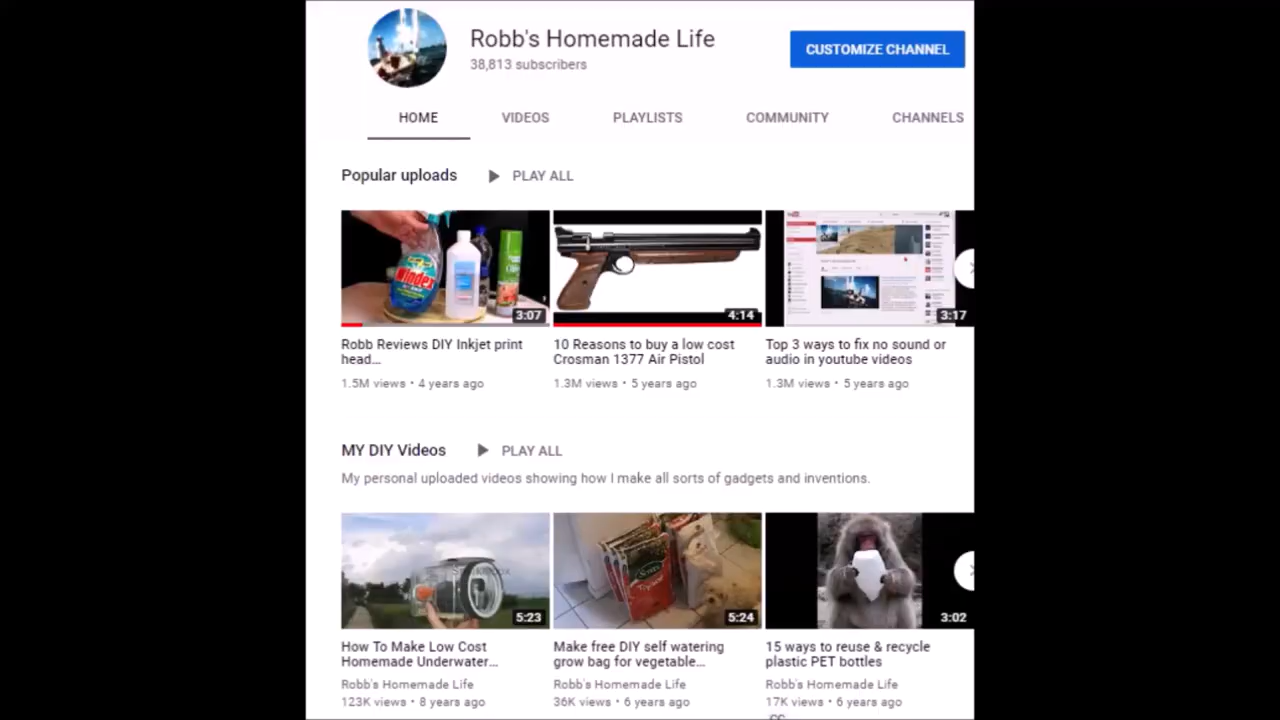 Robb's Homemade Life
38,813 subscribers
CUSTOMIZE CHANNEL
HOME VIDEOS PLAYLISTS COMMUNITY CHANNELS
Popular uploads PLAY ALL
Windex
3:07
4:14
3:17
Robb Reviews DIY Inkjet print
head...
1.5M views • 4 years ago
10 Reasons to buy a low cost
Crosman 1377 Air Pistol
1.3M views • 5 years ago
Top 3 ways to fix no sound or
audio in youtube videos
1.3M views • 5 years ago
MY DIY Videos PLAY ALL
My personal uploaded videos showing how I make all sorts of gadgets and inventions.
5:23
5:24
3:02
How To Make Low Cost
Homemade Underwater...
Robb's Homemade Life
123K views • 8 years ago
Make free DIY self watering
grow bag for vegetable...
Robb's Homemade Life
36K views • 6 years ago
15 ways to reuse & recycle
plastic PET bottles
Robb's Homemade Life
17K views • 6 years ago